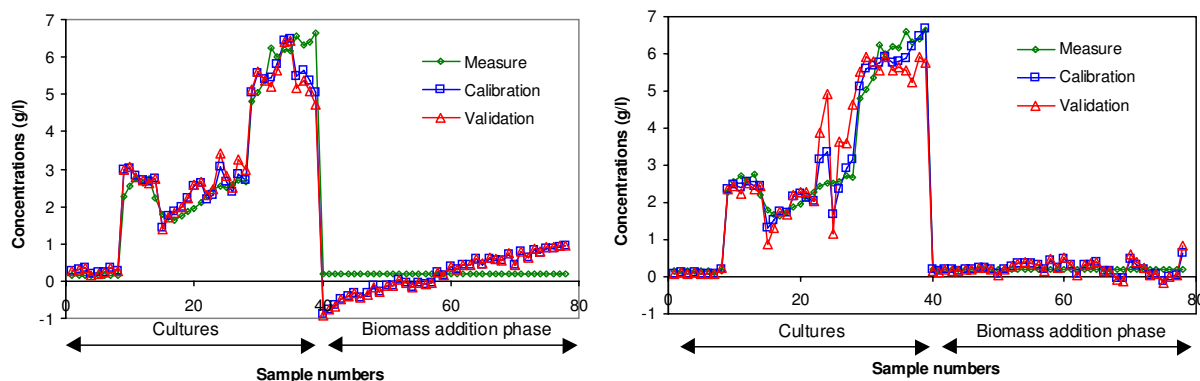 7
6
5
4
3
2
1
0
-1
Concentrations (g/l)
Measure
Calibration
Validation
0 20 40 60 80
Cultures Biomass addition phase
Sample numbers
7
6
5
4
3
2
1
0
-1
Concentrations (g/l)
Measure
Calibration
Validation
0 20 40 60 80
Cultures Biomass addition phase
Sample numbers